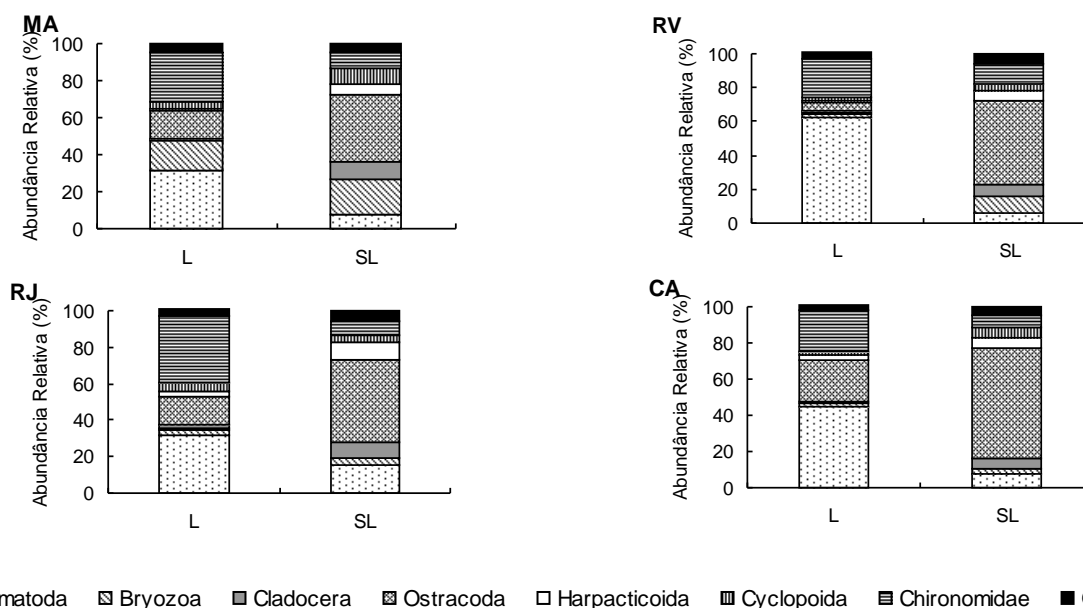 MA
Abundância Relativa (%)
100
80
60
40
20
0
L SL
RV
Abundância Relativa (%)
100
80
60
40
20
0
L SL
RJ
Abundância Relativa (%)
100
80
60
40
20
0
L SL
CA
Abundância Relativa (%)
100
80
60
40
20
0
L SL
matoda Bryozoa Cladocera Ostracoda Harpacticoida Cyclopoida Chironomidae